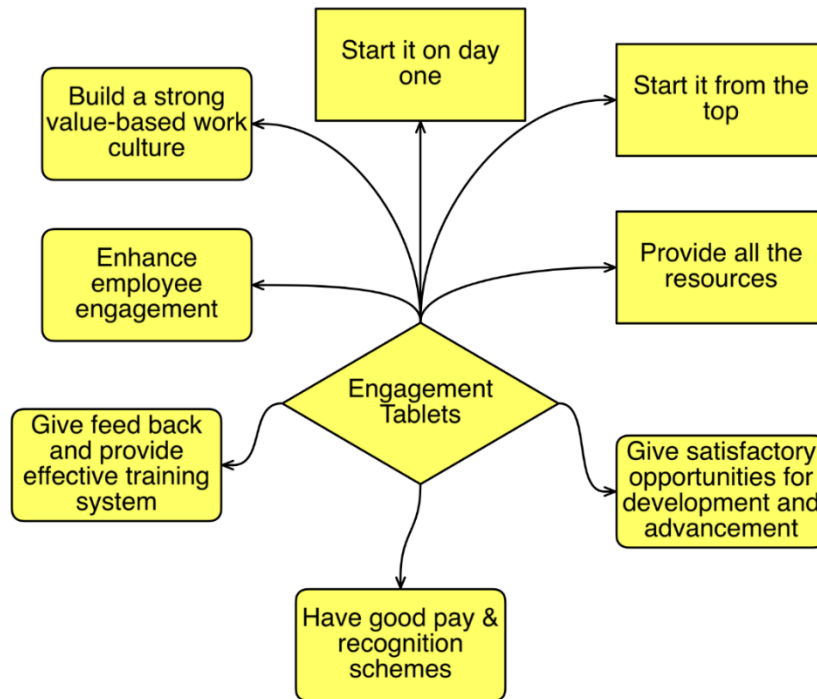 Start it on day
one
Build a strong
value-based work
culture
Start it from the
top
Enhance
employee
engagement
Provide all the
resources
Engagement
Tablets
Give feed back
and provide
effective training
system
Give satisfactory
opportunities for
development and
advancement
Have good pay &
recognition
schemes